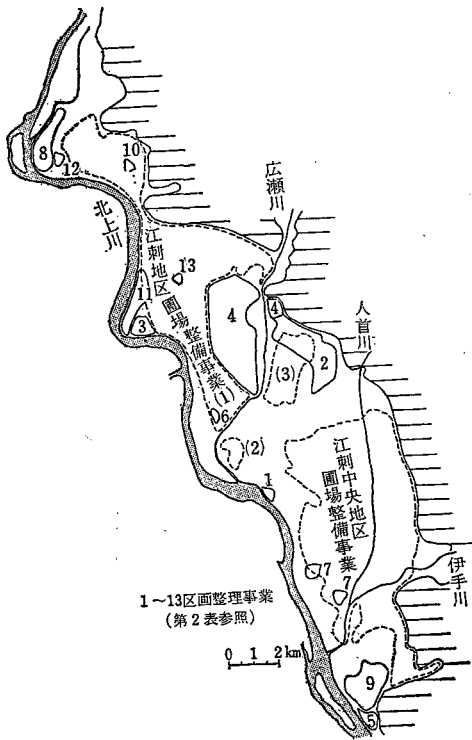 8
12
10
広瀬川
北上川
江刺地区圃場整備事業(1)
13
11
3
4
4
2
人首川
(3)
6
(2)
1
江刺中央地区
圃場整備事業
7
7
伊手川
1～13区画整理事業
(第2表参照)
0 1 2km
9
5